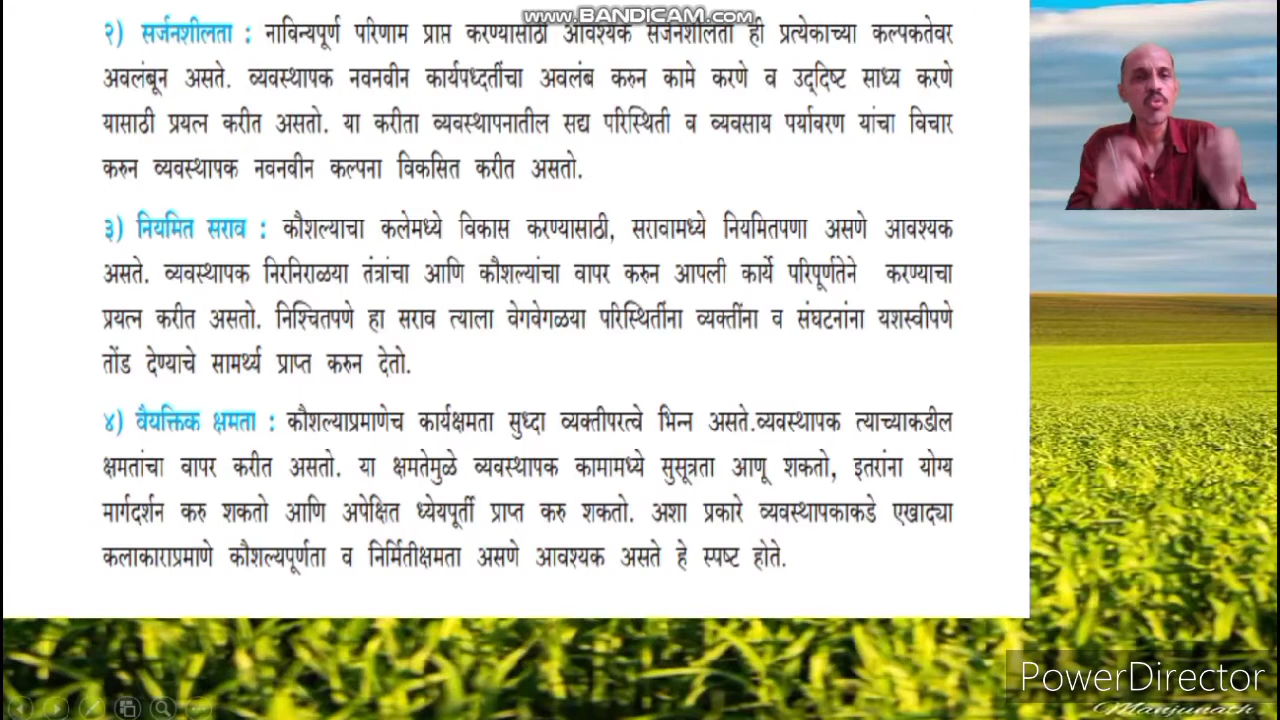 www.BANDICAM.com
२) सर्जनशीलता : नाविन्यपूर्ण परिणाम प्राप्त करण्यासाठी आवश्यक सर्जनशीलता ही प्रत्येकाच्या कल्पकतेवर
अवलंबून असते. व्यवस्थापक नवनवीन कार्यपध्दतींचा अवलंब करुन कामे करणे व उद्दिष्ट साध्य करणे
यासाठी प्रयत्न करीत असतो. या करीता व्यवस्थापनातील सद्य परिस्थिती व व्यवसाय पर्यावरण यांचा विचार
करुन व्यवस्थापक नवनवीन कल्पना विकसित करीत असतो.
३) नियमित सराव : कौशल्याचा कलेमध्ये विकास करण्यासाठी, सरावामध्ये नियमितपणा असणे आवश्यक
असते. व्यवस्थापक निरनिराळया तंत्रांचा आणि कौशल्यांचा वापर करुन आपली कार्ये परिपूर्णतेने करण्याचा
प्रयत्न करीत असतो. निश्चितपणे हा सराव त्याला वेगवेगळया परिस्थितींना व्यक्तींना व संघटनांना यशस्वीपणे
तोंड देण्याचे सामर्थ्य प्राप्त करुन देतो.
४) वैयक्तिक क्षमता : कौशल्याप्रमाणेच कार्यक्षमता सुध्दा व्यक्तीपरत्वे भिन्न असते.व्यवस्थापक त्याच्याकडील
क्षमतांचा वापर करीत असतो. या क्षमतेमुळे व्यवस्थापक कामामध्ये सुसूत्रता आणू शकतो, इतरांना योग्य
मार्गदर्शन करु शकतो आणि अपेक्षित ध्येयपूर्ती प्राप्त करु शकतो. अशा प्रकारे व्यवस्थापकाकडे एखाद्या
कलाकाराप्रमाणे कौशल्यपूर्णता व निर्मितीक्षमता असणे आवश्यक असते हे स्पष्ट होते.
PowerDirector
Manjunath